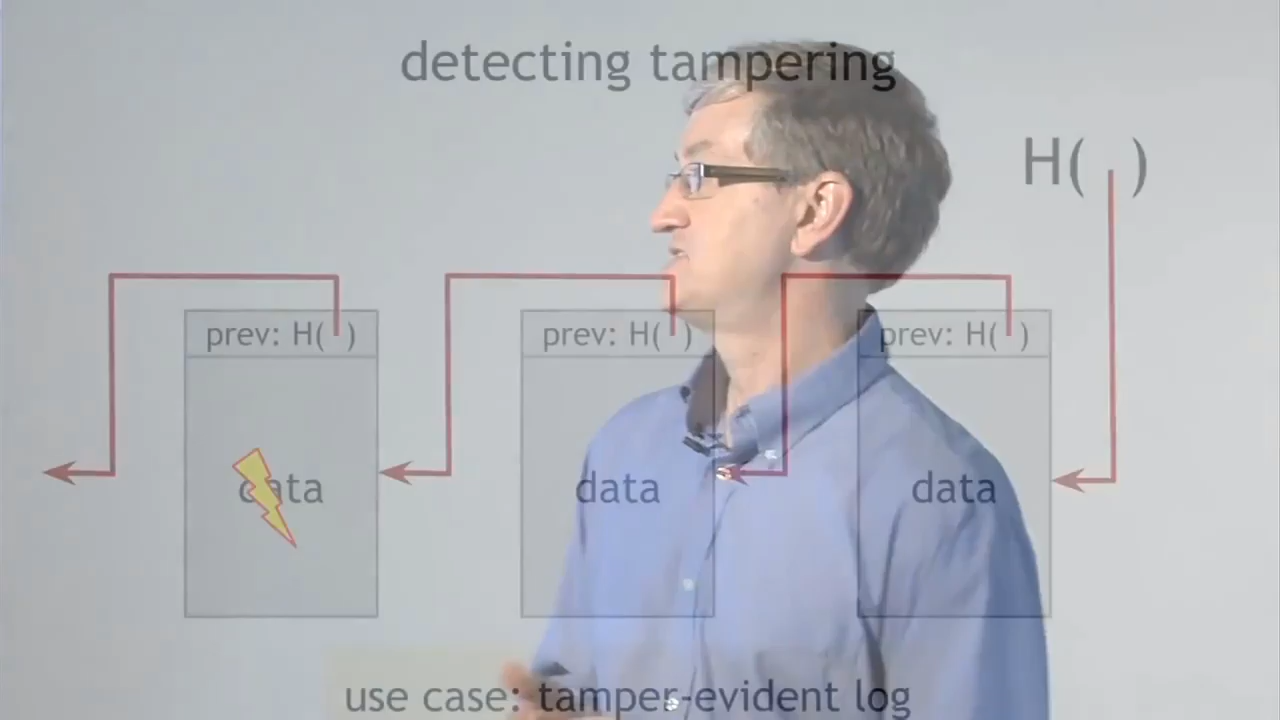 detecting tampering
H( )
prev: H( ) prev: H( ) prev: H( )
data data data
use case: tamper-evident log